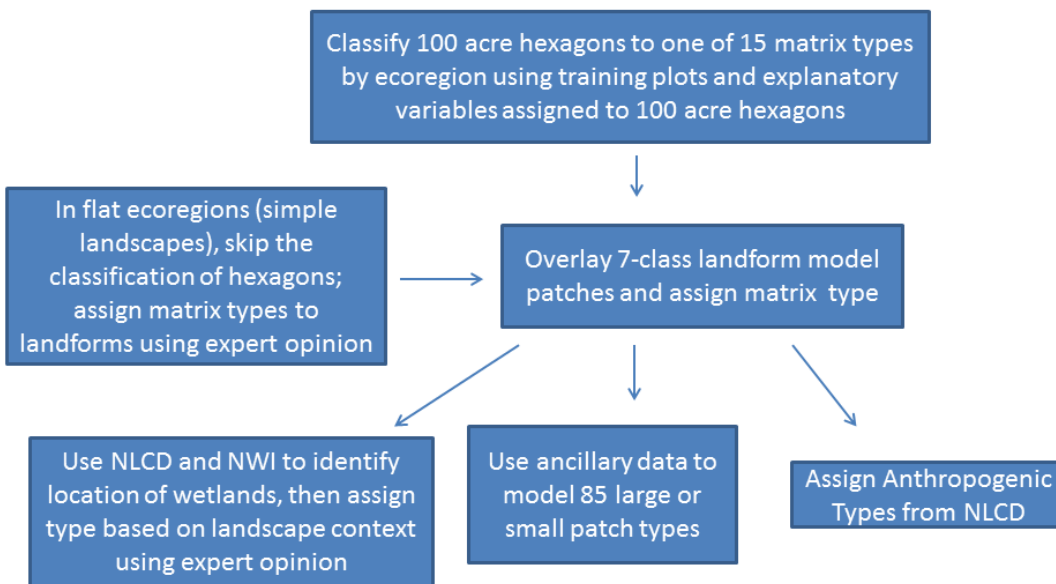 Classify 100 acre hexagons to one of 15 matrix types
by ecoregion using training plots and explanatory
variables assigned to 100 acre hexagons
In flat ecoregions (simple
landscapes), skip the
classification of hexagons;
assign matrix types to
landforms using expert opinion
Overlay 7-class landform model
patches and assign matrix type
Use NLCD and NWI to identify
location of wetlands, then assign
type based on landscape context
using expert opinion
Use ancillary data to
model 85 large or
small patch types
Assign Anthropogenic
Types from NLCD